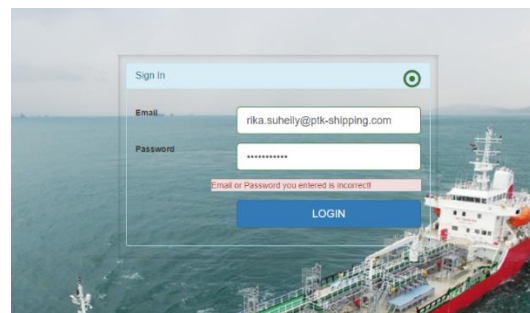 Sign In
Email
rika.suheily@ptk-shipping.com
Password
Email or Password you entered is incorrect!
LOGIN